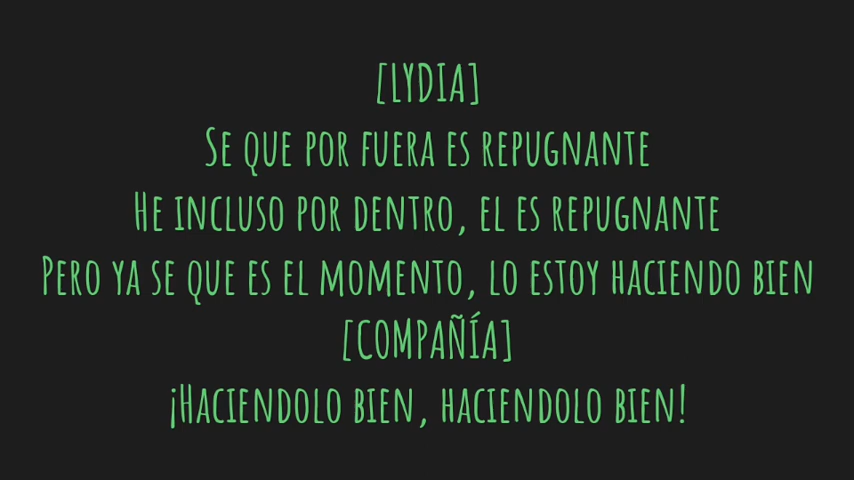 [LYDIA]
Se que por fuera es repugnante
He incluso por dentro, el es repugnante
Pero ya se que es el momento, lo estoy haciendo bien
[COMPAÑÍA]
¡Haciendolo bien, haciendolo bien!